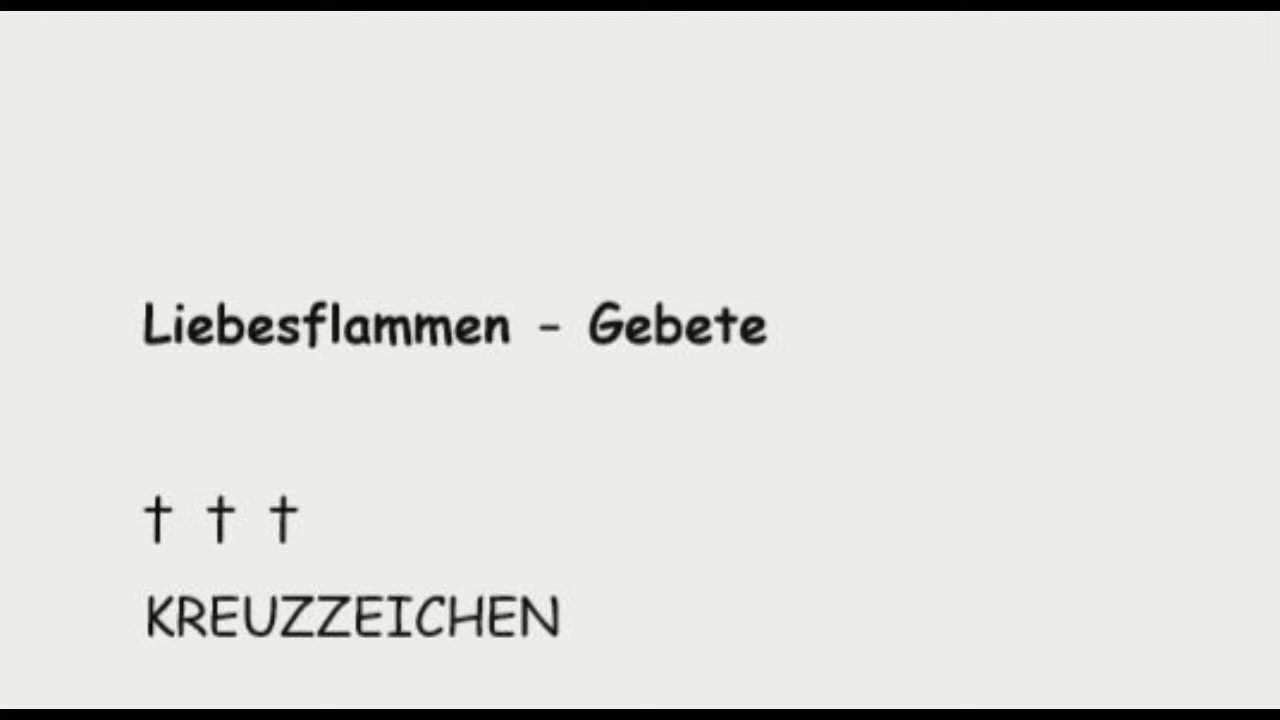 Liebesflammen - Gebete
† † †
KREUZZEICHEN